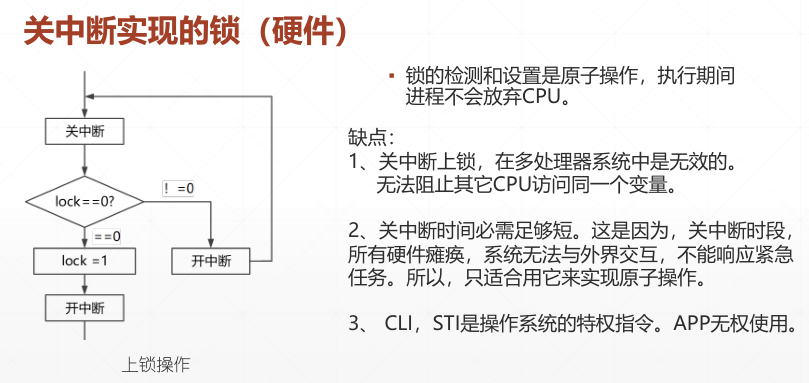 关中断实现的锁（硬件）
▪ 锁的检测和设置是原子操作，执行期间
进程不会放弃CPU。
缺点：
1、关中断上锁，在多处理器系统中是无效的。
无法阻止其它CPU访问同一个变量。
2、关中断时间必需足够短。这是因为，关中断时段，
所有硬件瘫痪，系统无法与外界交互，不能响应紧急
任务。所以，只适合用它来实现原子操作。
3、 CLI，STI是操作系统的特权指令。APP无权使用。
关中断
lock==0?
! =0
==0
lock =1
开中断
开中断
上锁操作